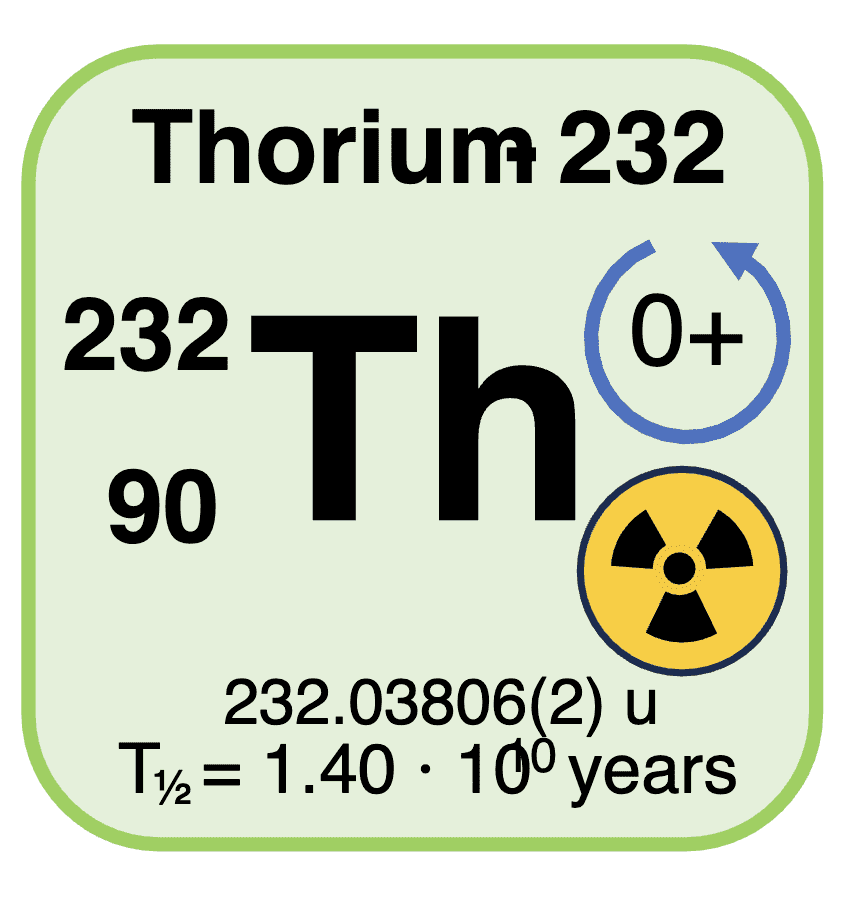 Thorium-232
232
Th
0+
90
232.03806(2) u
T½ = 1.40 · 10¹⁰ years